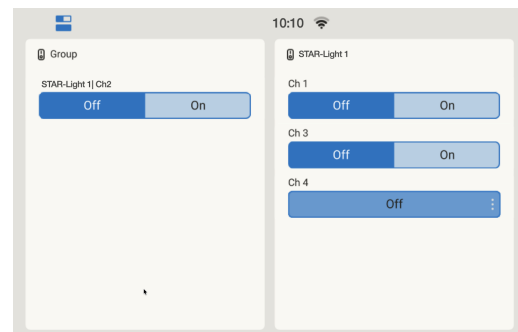 10:10
Group
STAR-Light 1| Ch2
Off On
STAR-Light 1
Ch 1
Off On
Ch 3
Off On
Ch 4
Off